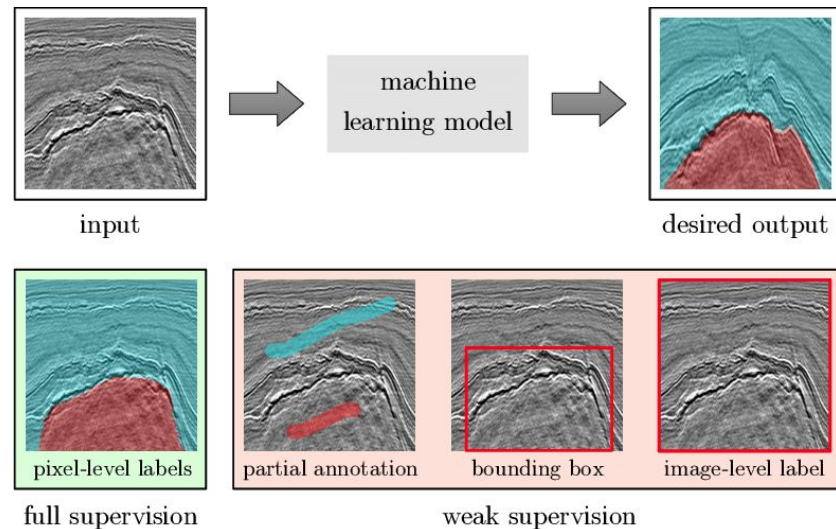 machine
learning model
input
desired output
pixel-level labels
partial annotation
bounding box
image-level label
full supervision
weak supervision